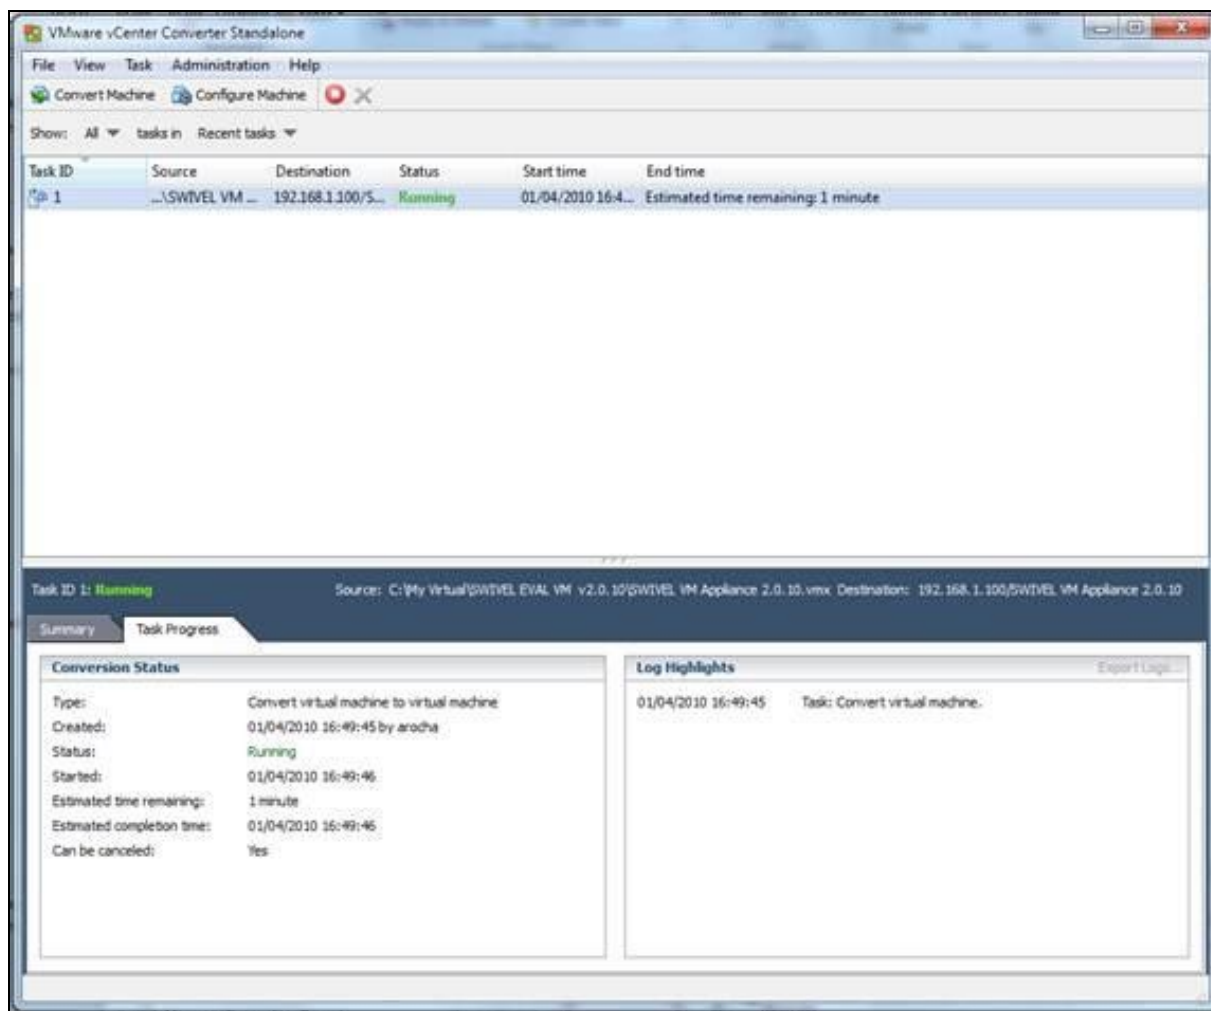 VMware vCenter Converter Standalone
File View Task Administration Help
Convert Machine Configure Machine
Show: All tasks in Recent tasks
Task ID Source Destination Status Start time End time
1 ...\SWIVEL VM ... 192.168.1.100/S... Running 01/04/2010 16:4... Estimated time remaining: 1 minute
Task ID 1: Running Source: C:\My Virtual\SWIVEL EVAL VM v2.0.10\SWIVEL VM Appliance 2.0.10.vmx Destination: 192.168.1.100/SWIVEL VM Appliance 2.0.10
Summary Task Progress
Conversion Status
Type: Convert virtual machine to virtual machine
Created: 01/04/2010 16:49:45 by arocha
Status: Running
Started: 01/04/2010 16:49:46
Estimated time remaining: 1 minute
Estimated completion time: 01/04/2010 16:49:46
Can be canceled: Yes
Log Highlights Export Logs...
01/04/2010 16:49:45 Task: Convert virtual machine.